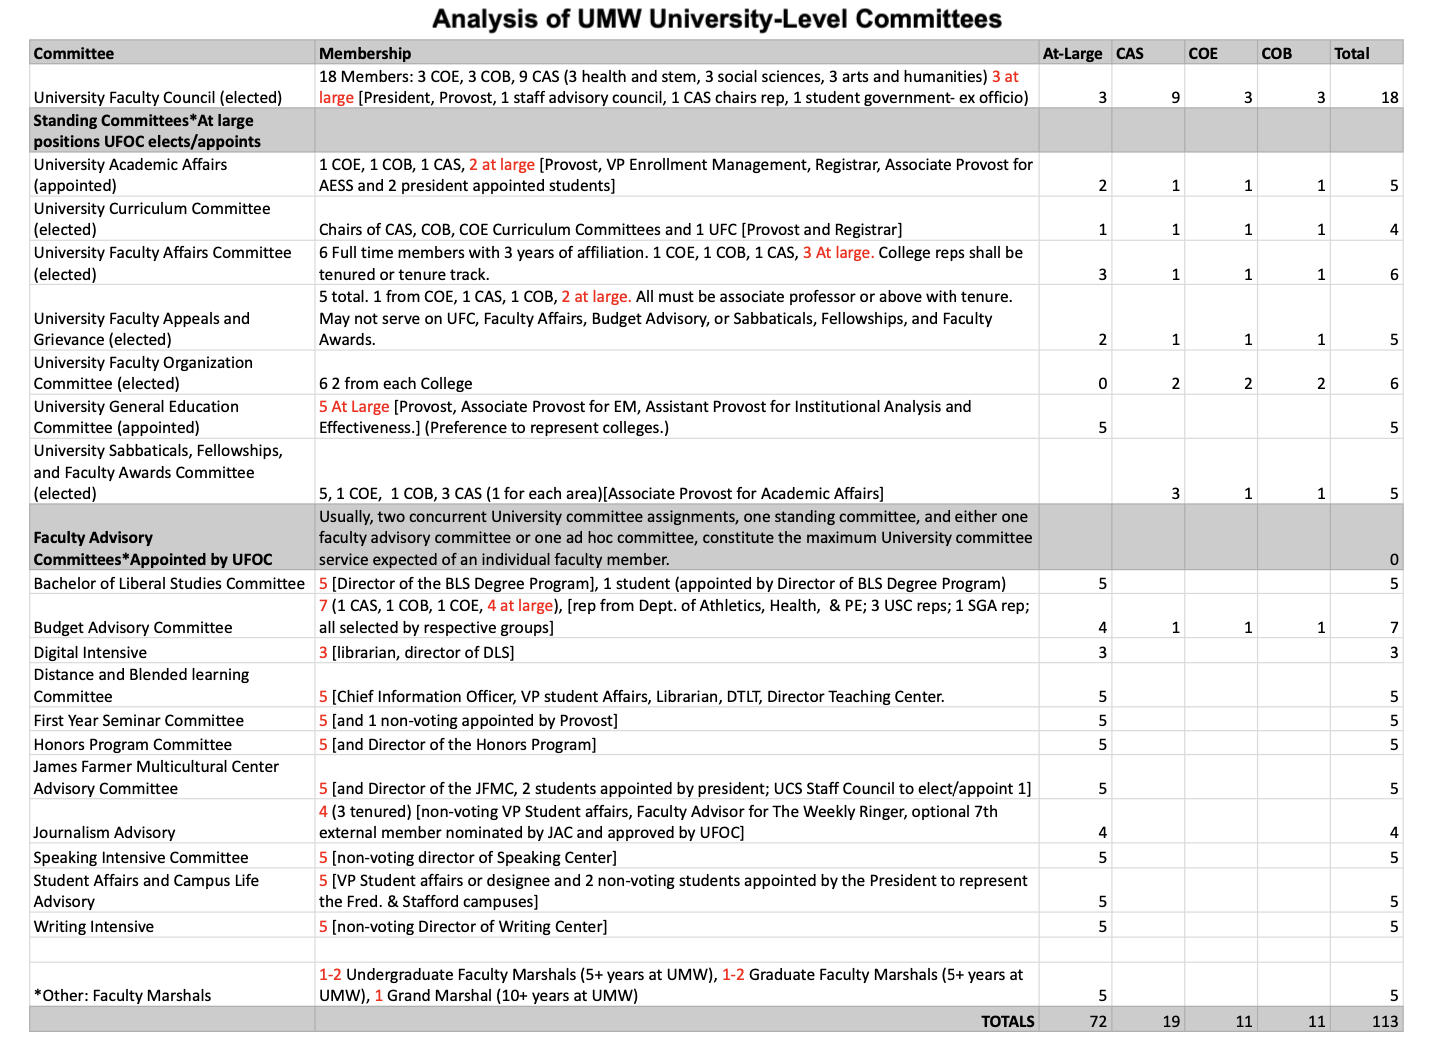 Analysis of UMW University-Level Committees
Committee Membership At-Large CAS COE COB Total
18 Members: 3 COE, 3 COB, 9 CAS (3 health and stem, 3 social sciences, 3 arts and humanities) 3 at
University Faculty Council (elected) large [President, Provost, 1 staff advisory council, 1 CAS chairs rep, 1 student government- ex officio) 3 9 3 3 18
Standing Committees*At large
positions UFOC elects/appoints
University Academic Affairs 1 COE, 1 COB, 1 CAS, 2 at large [Provost, VP Enrollment Management, Registrar, Associate Provost for
(appointed) AESS and 2 president appointed students] 2 1 1 1 5
University Curriculum Committee
(elected) Chairs of CAS, COB, COE Curriculum Committees and 1 UFC [Provost and Registrar] 1 1 1 1 4
University Faculty Affairs Committee 6 Full time members with 3 years of affiliation. 1 COE, 1 COB, 1 CAS, 3 At large. College reps shall be
(elected) tenured or tenure track. 3 1 1 1 6
5 total. 1 from COE, 1 CAS, 1 COB, 2 at large. All must be associate professor or above with tenure.
University Faculty Appeals and May not serve on UFC, Faculty Affairs, Budget Advisory, or Sabbaticals, Fellowships, and Faculty
Grievance (elected) Awards. 2 1 1 1 5
University Faculty Organization
Committee (elected) 6 2 from each College 0 2 2 2 6
University General Education 5 At Large [Provost, Associate Provost for EM, Assistant Provost for Institutional Analysis and
Committee (appointed) Effectiveness.] (Preference to represent colleges.) 5 5
University Sabbaticals, Fellowships,
and Faculty Awards Committee
(elected) 5, 1 COE, 1 COB, 3 CAS (1 for each area)[Associate Provost for Academic Affairs] 3 1 1 5
Usually, two concurrent University committee assignments, one standing committee, and either one
Faculty Advisory faculty advisory committee or one ad hoc committee, constitute the maximum University committee
Committees*Appointed by UFOC service expected of an individual faculty member. 0
Bachelor of Liberal Studies Committee 5 [Director of the BLS Degree Program], 1 student (appointed by Director of BLS Degree Program) 5 5
7 (1 CAS, 1 COB, 1 COE, 4 at large), [rep from Dept. of Athletics, Health, & PE; 3 USC reps; 1 SGA rep;
Budget Advisory Committee all selected by respective groups] 4 1 1 1 7
Digital Intensive 3 [librarian, director of DLS] 3 3
Distance and Blended learning
Committee 5 [Chief Information Officer, VP student Affairs, Librarian, DTLT, Director Teaching Center. 5 5
First Year Seminar Committee 5 [and 1 non-voting appointed by Provost] 5 5
Honors Program Committee 5 [and Director of the Honors Program] 5 5
James Farmer Multicultural Center
Advisory Committee 5 [and Director of the JFMC, 2 students appointed by president; UCS Staff Council to elect/appoint 1] 5 5
4 (3 tenured) [non-voting VP Student affairs, Faculty Advisor for The Weekly Ringer, optional 7th
Journalism Advisory external member nominated by JAC and approved by UFOC] 4 4
Speaking Intensive Committee 5 [non-voting director of Speaking Center] 5 5
Student Affairs and Campus Life 5 [VP Student affairs or designee and 2 non-voting students appointed by the President to represent
Advisory the Fred. & Stafford campuses] 5 5
Writing Intensive 5 [non-voting Director of Writing Center] 5 5
1-2 Undergraduate Faculty Marshals (5+ years at UMW), 1-2 Graduate Faculty Marshals (5+ years at
*Other: Faculty Marshals UMW), 1 Grand Marshal (10+ years at UMW) 5 5
TOTALS 72 19 11 11 113